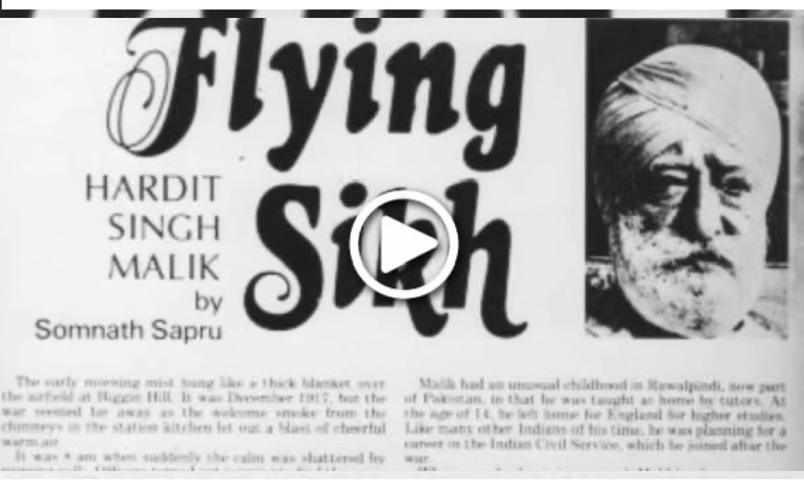 Flying
Sikh
HARDIT
SINGH
MALIK
by
Somnath Sapru
The early morning mist hung like a thick blanket over
the airfield at Biggin Hill. It was December 1917, but the
war seemed far away as the welcome smoke from the
chimneys in the station kitchen let out a blast of cheerful
warm air.
It was 8 am when suddenly the calm was shattered by
Malik had an unusual childhood in Rawalpindi, now part
of Pakistan, in that he was taught at home by tutors. At
the age of 14, he left home for England for higher studies.
Like many other Indians of his time, he was planning for a
career in the Indian Civil Service, which he joined after the
war.